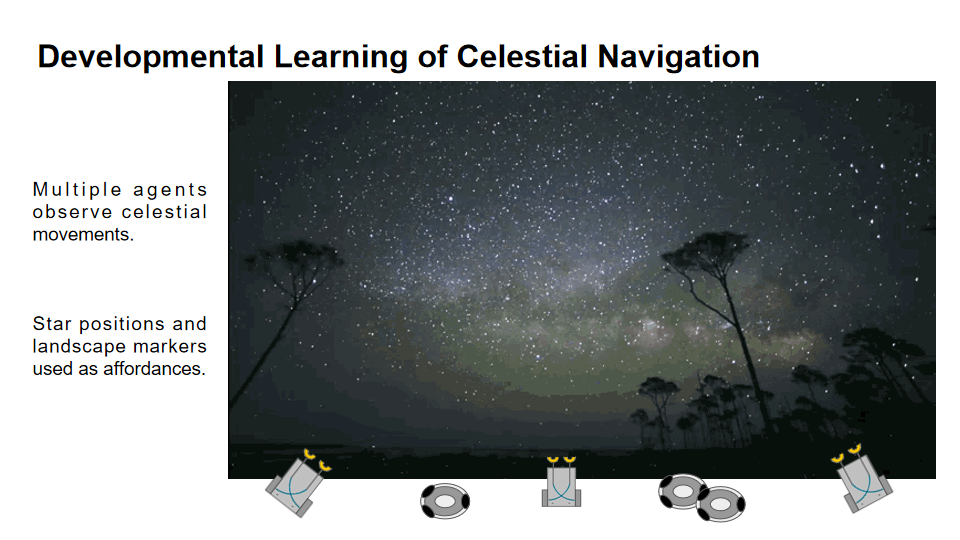 Developmental Learning of Celestial Navigation
Multiple agents
observe celestial
movements.
Star positions and
landscape markers
used as affordances.